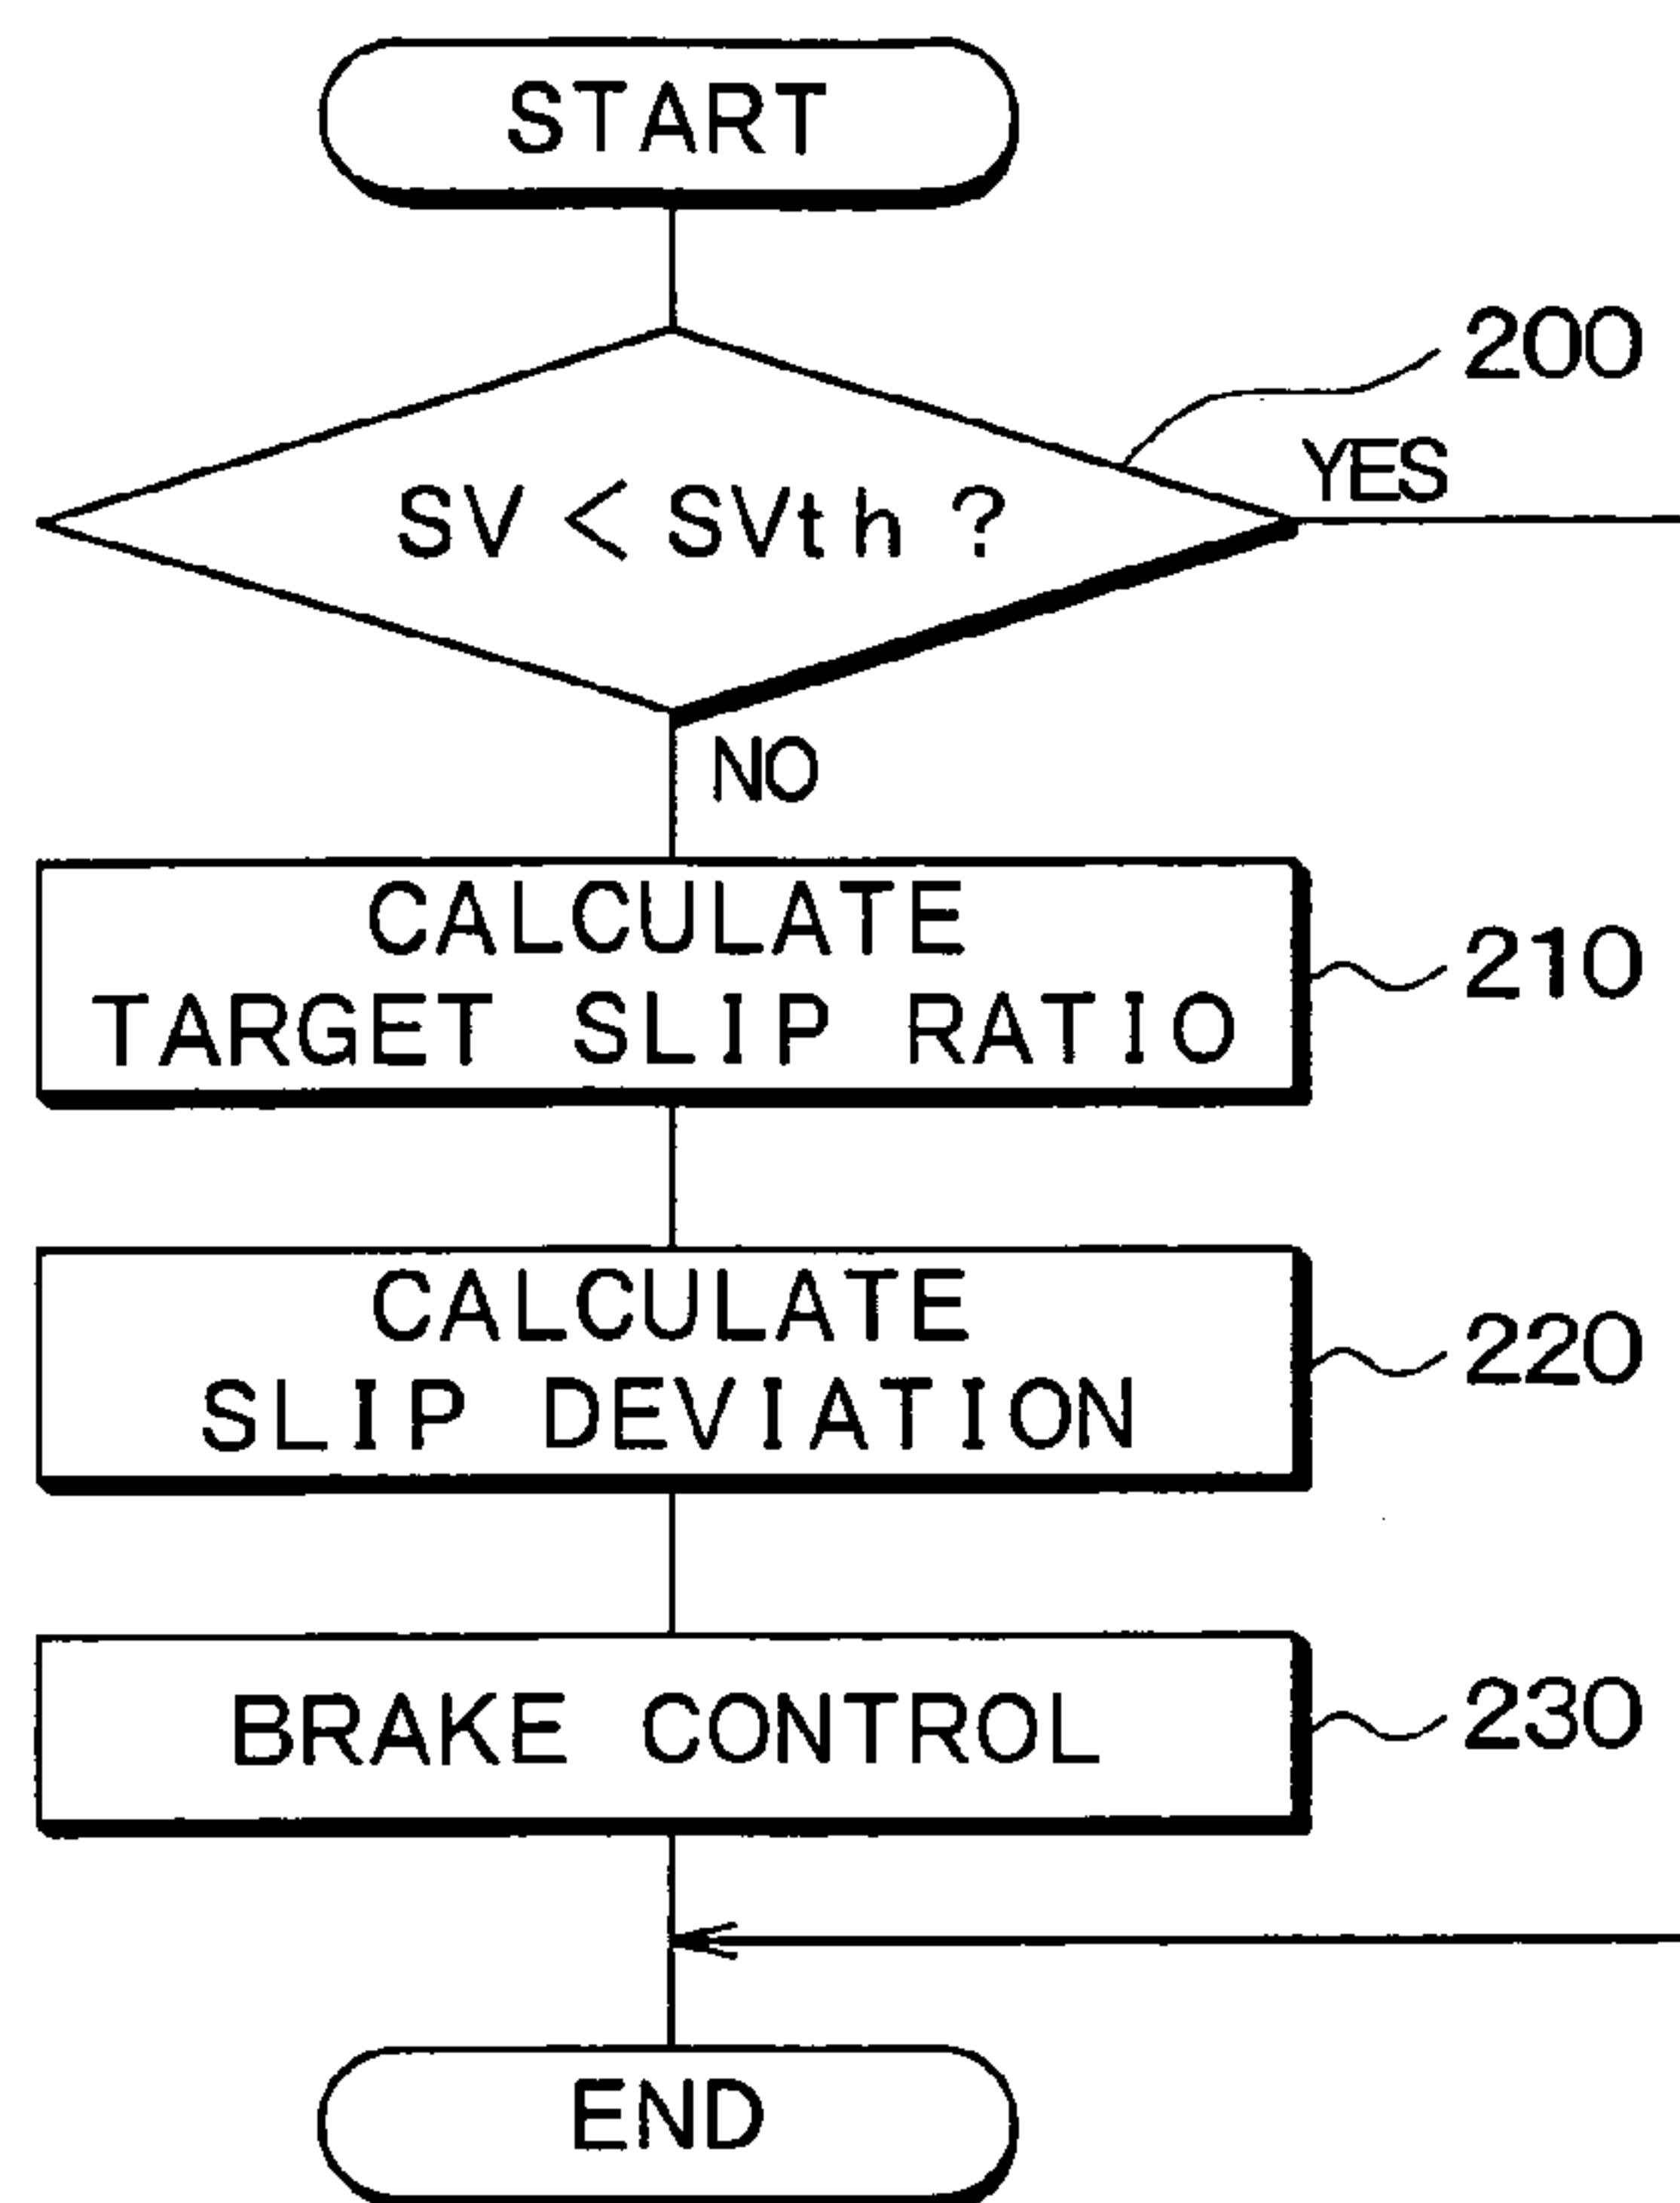 START
200
YES
SV < SVth ?
NO
CALCULATE
TARGET SLIP RATIO
210
CALCULATE
SLIP DEVIATION
220
BRAKE CONTROL
230
END